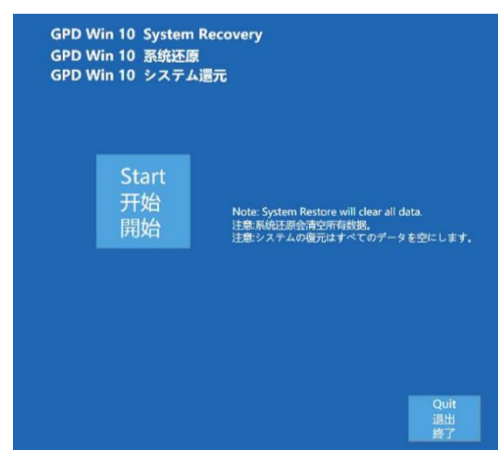 GPD Win 10 System Recovery
GPD Win 10 系统还原
GPD Win 10 システム還元
Start
开始
開始
Note: System Restore will clear all data.
注意:系统还原会清空所有数据。
注意:システムの復元はすべてのデータを空にします。
Quit
退出
終了